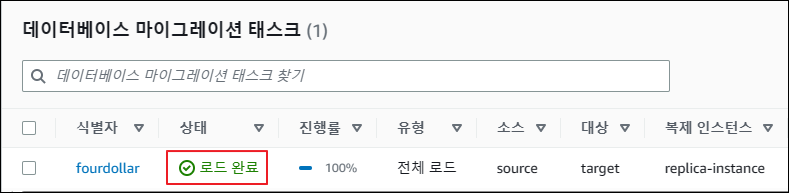 데이터베이스 마이그레이션 태스크 (1)
데이터베이스 마이그레이션 태스크 찾기
식별자 상태 진행률 유형 소스 대상 복제 인스턴스
fourdollar 로드 완료 100% 전체 로드 source target replica-instance